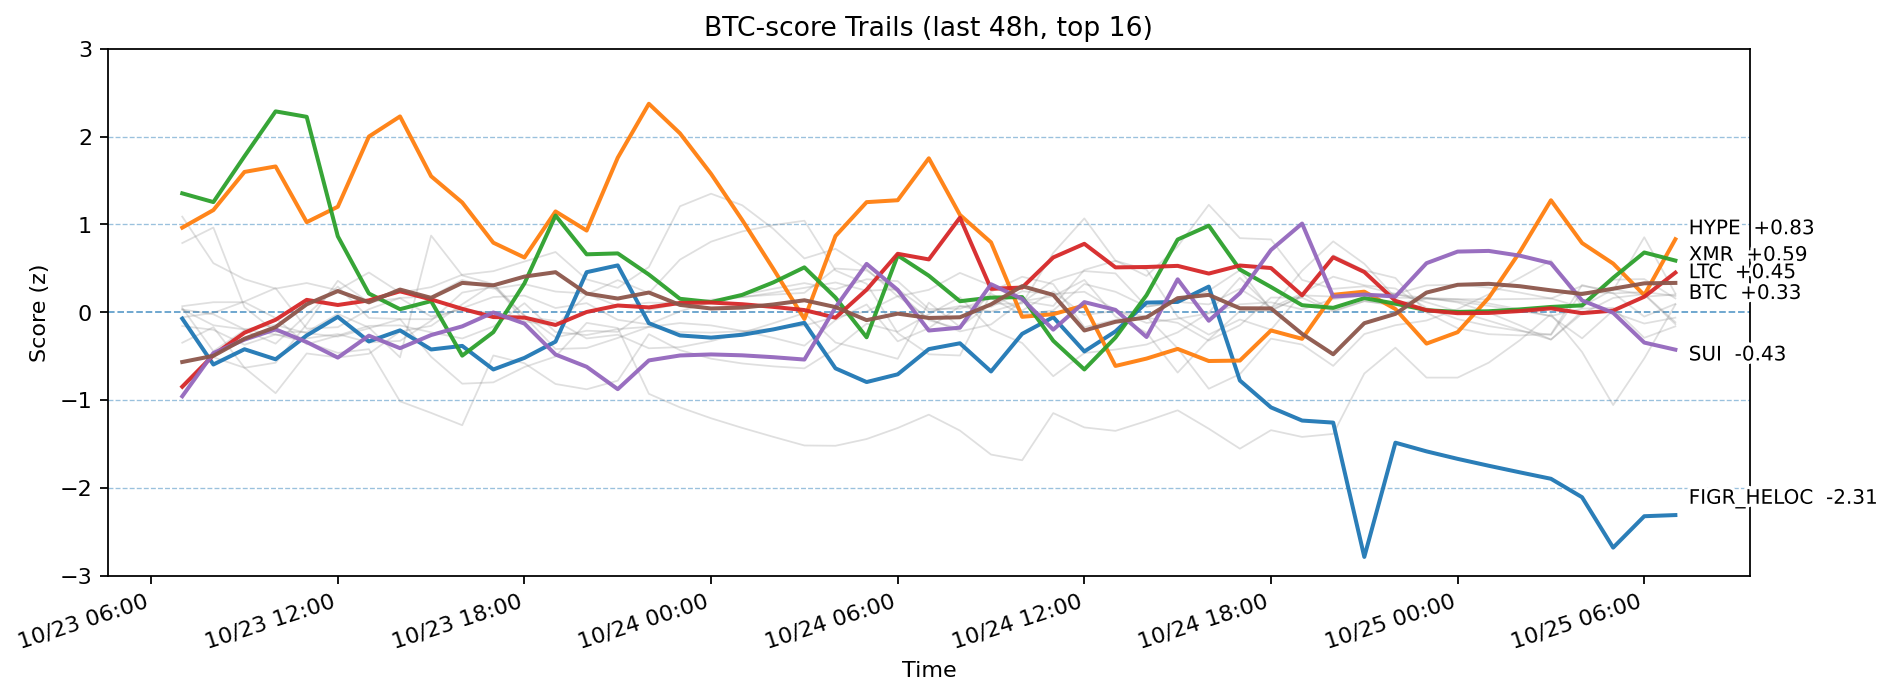 BTC-score Trails (last 48h, top 16)
Score (z)
3
2
1
0
−1
−2
−3
HYPE +0.83
XMR +0.59
LTC +0.45
BTC +0.33
SUI -0.43
FIGR_HELOC -2.31
10/23 06:00
10/23 12:00
10/23 18:00
10/24 00:00
10/24 06:00
10/24 12:00
10/24 18:00
10/25 00:00
10/25 06:00
Time